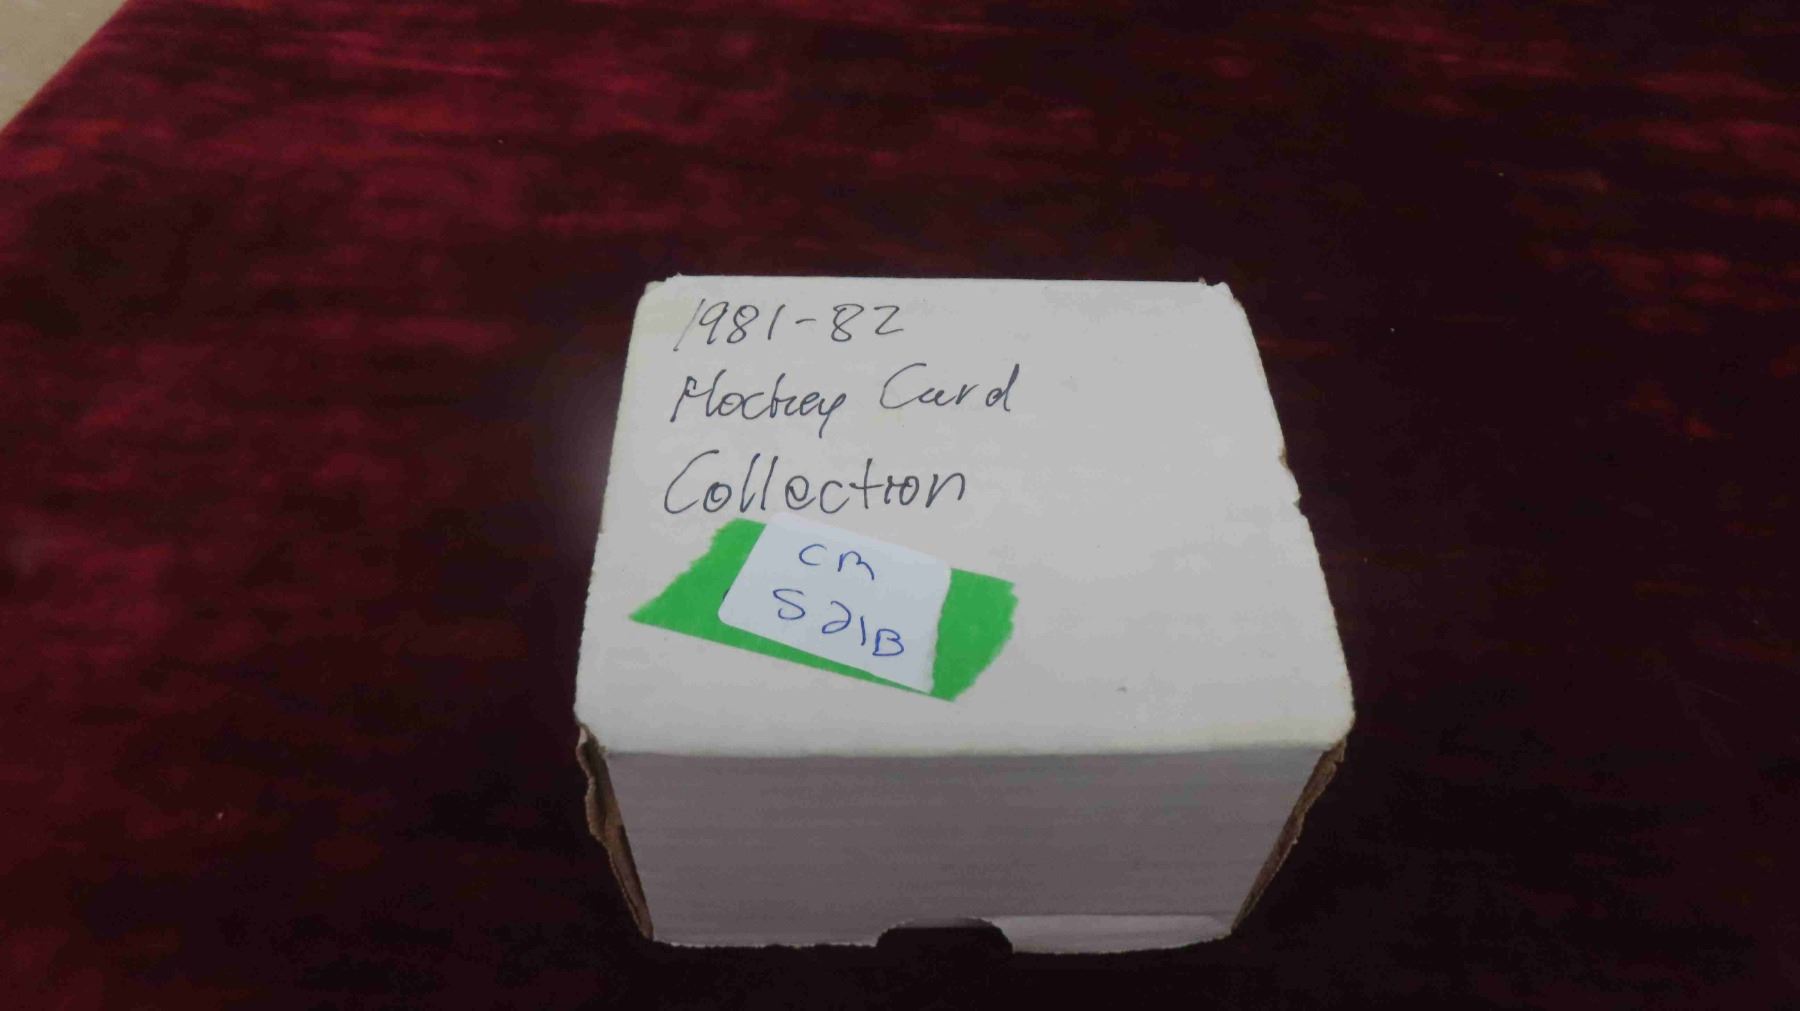 1981-82
Hockey Card
Collection
CM
S21B